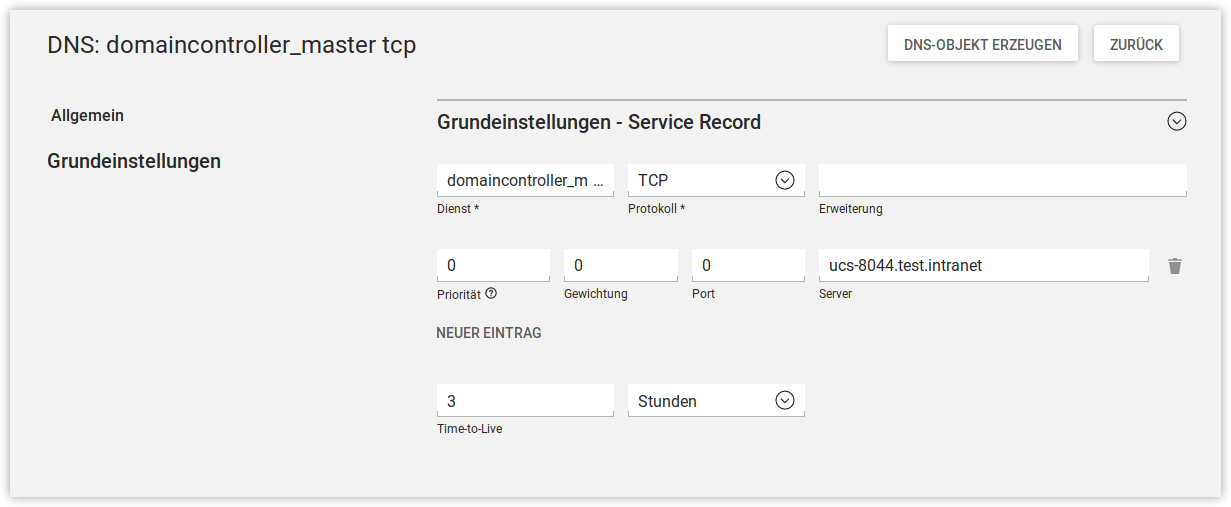 DNS: domaincontroller_master tcp
DNS-OBJEKT ERZEUGEN
ZURÜCK
Allgemein
Grundeinstellungen
Grundeinstellungen - Service Record
domaincontroller_m ...
TCP
Dienst *
Protokoll *
Erweiterung
0
0
0
ucs-8044.test.intranet
Priorität ?
Gewichtung
Port
Server
NEUER EINTRAG
3
Stunden
Time-to-Live